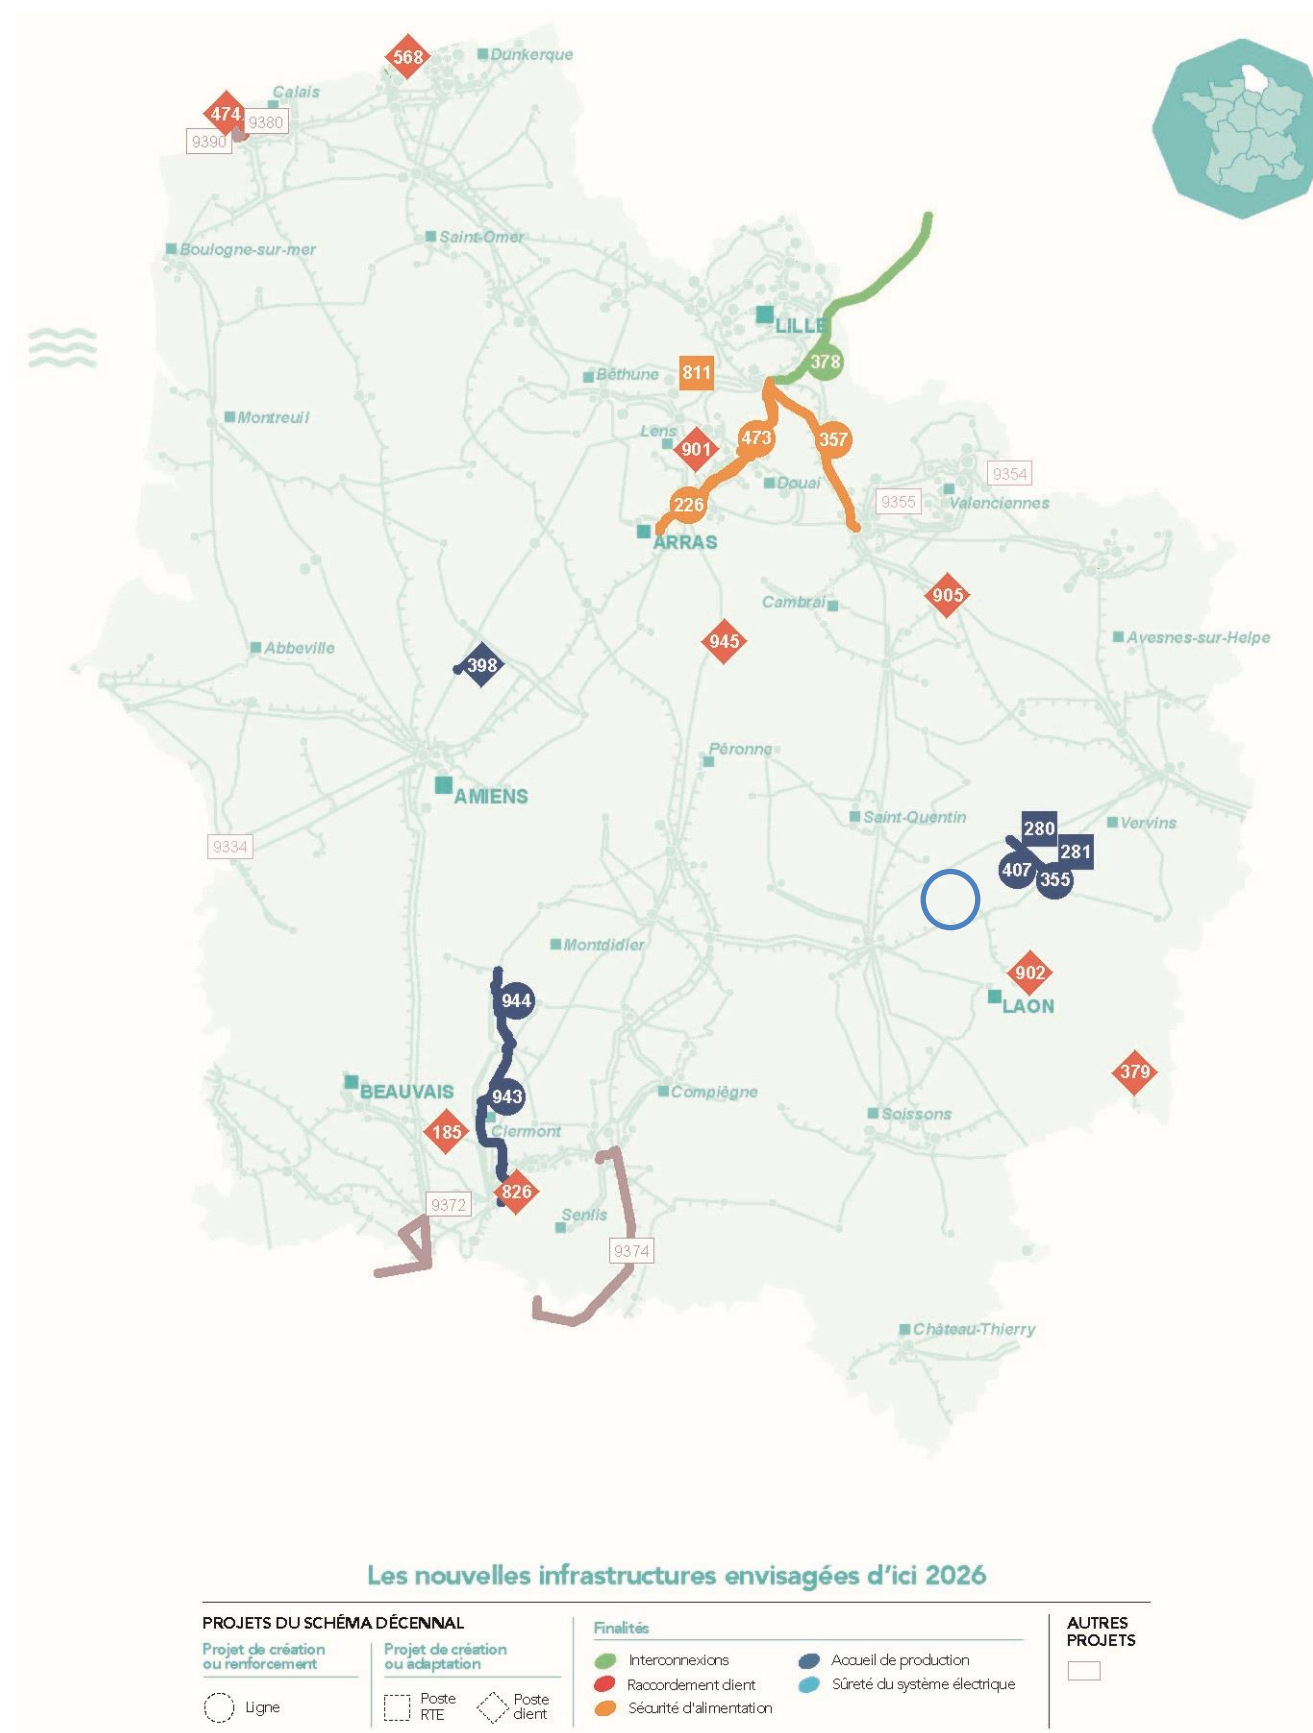 568
Dunkerque
Calais
474
9380
9390
Saint-Omer
Boulogne-sur-mer
LILLE
378
Béthune
811
Montreuil
Lens
901
473
357
9354
Douai
9355
Valenciennes
226
ARRAS
905
Cambrai
945
Avesnes-sur-Helpe
Abbeville
398
Péronne
AMIENS
Saint-Quentin
Vervins
280
9334
281
407
355
Montdidier
902
944
LAON
379
BEAUVAIS
Compiègne
943
Soissons
185
Clermont
826
9372
Senlis
9374
Château-Thierry
Les nouvelles infrastructures envisagées d'ici 2026
PROJETS DU SCHÉMA DÉCENNAL
Projet de création
ou renforcement
Ligne
Projet de création
ou adaptation
Poste
RTE
Poste
client
Finalités
Interconnexions
Raccordement client
Sécurité d'alimentation
Accueil de production
Sûreté du système électrique
AUTRES
PROJETS